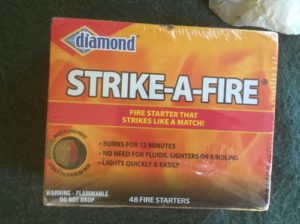 diamond
STRIKE-A-FIRE®
FIRE STARTER THAT
STRIKES LIKE A MATCH!
• BURNS FOR 12 MINUTES
• NO NEED FOR FLUIDS, LIGHTERS OR KINDLING
• LIGHTS QUICKLY & EASILY
WARNING - FLAMMABLE
DO NOT DROP
48 FIRE STARTERS